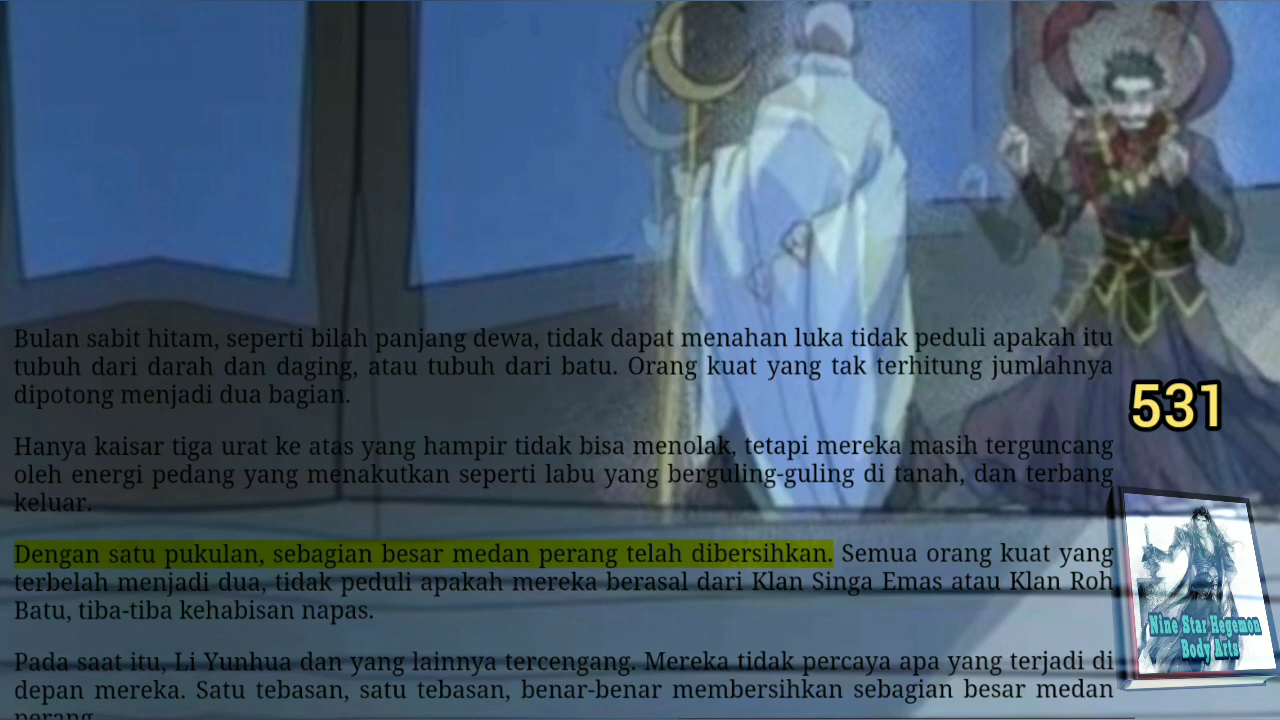 Bulan sabit hitam, seperti bilah panjang dewa, tidak dapat menahan luka tidak peduli apakah itu
tubuh dari darah dan daging, atau tubuh dari batu. Orang kuat yang tak terhitung jumlahnya
dipotong menjadi dua bagian.
Hanya kaisar tiga urat ke atas yang hampir tidak bisa menolak, tetapi mereka masih terguncang
oleh energi pedang yang menakutkan seperti labu yang berguling-guling di tanah, dan terbang
keluar.
Dengan satu pukulan, sebagian besar medan perang telah dibersihkan. Semua orang kuat yang
terbelah menjadi dua, tidak peduli apakah mereka berasal dari Klan Singa Emas atau Klan Roh
Batu, tiba-tiba kehabisan napas.
Pada saat itu, Li Yunhua dan yang lainnya tercengang. Mereka tidak percaya apa yang terjadi di
depan mereka. Satu tebasan, satu tebasan, benar-benar membersihkan sebagian besar medan
perang.
531
Nine Star Hegemon
Body Arts